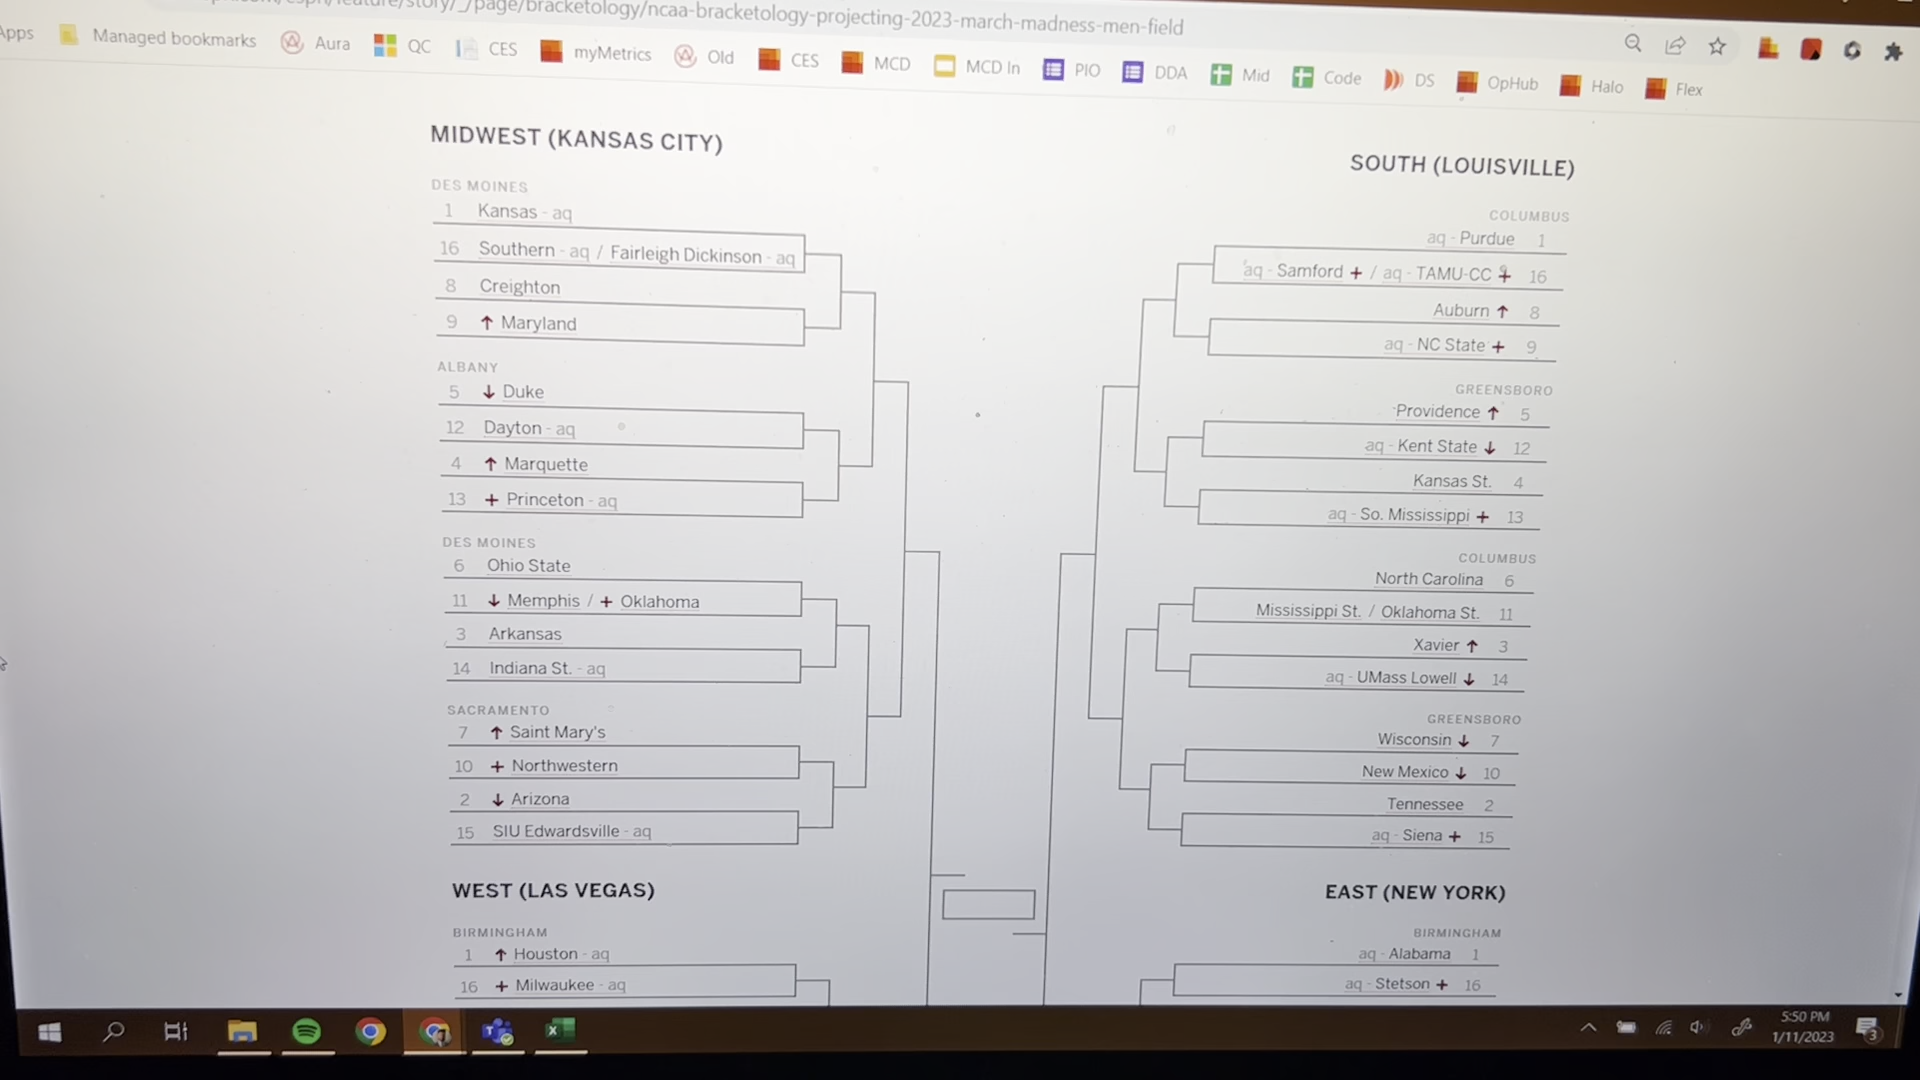 /page/bracketology/ncaa-bracketology-projecting-2023-march-madness-men-field
Apps Managed bookmarks Aura QC CES myMetrics Old CES MCD MCD In PIO DDA Mid Code DS OpHub Halo Flex
MIDWEST (KANSAS CITY)
DES MOINES
1 Kansas - aq
16 Southern - aq / Fairleigh Dickinson - aq
8 Creighton
9 ↑ Maryland
ALBANY
5 ↓ Duke
12 Dayton - aq
4 ↑ Marquette
13 + Princeton - aq
DES MOINES
6 Ohio State
11 ↓ Memphis / + Oklahoma
3 Arkansas
14 Indiana St. - aq
SACRAMENTO
7 ↑ Saint Mary's
10 + Northwestern
2 ↓ Arizona
15 SIU Edwardsville - aq
WEST (LAS VEGAS)
BIRMINGHAM
1 ↑ Houston - aq
16 + Milwaukee - aq
SOUTH (LOUISVILLE)
COLUMBUS
aq - Purdue 1
aq - Samford + / aq - TAMU-CC + 16
Auburn ↑ 8
aq - NC State + 9
GREENSBORO
Providence ↑ 5
aq - Kent State ↓ 12
Kansas St. 4
aq - So. Mississippi + 13
COLUMBUS
North Carolina 6
Mississippi St. / Oklahoma St. 11
Xavier ↑ 3
aq - UMass Lowell ↓ 14
GREENSBORO
Wisconsin ↓ 7
New Mexico ↓ 10
Tennessee 2
aq - Siena + 15
EAST (NEW YORK)
BIRMINGHAM
aq - Alabama 1
aq - Stetson + 16
5:50 PM
1/11/2023
3